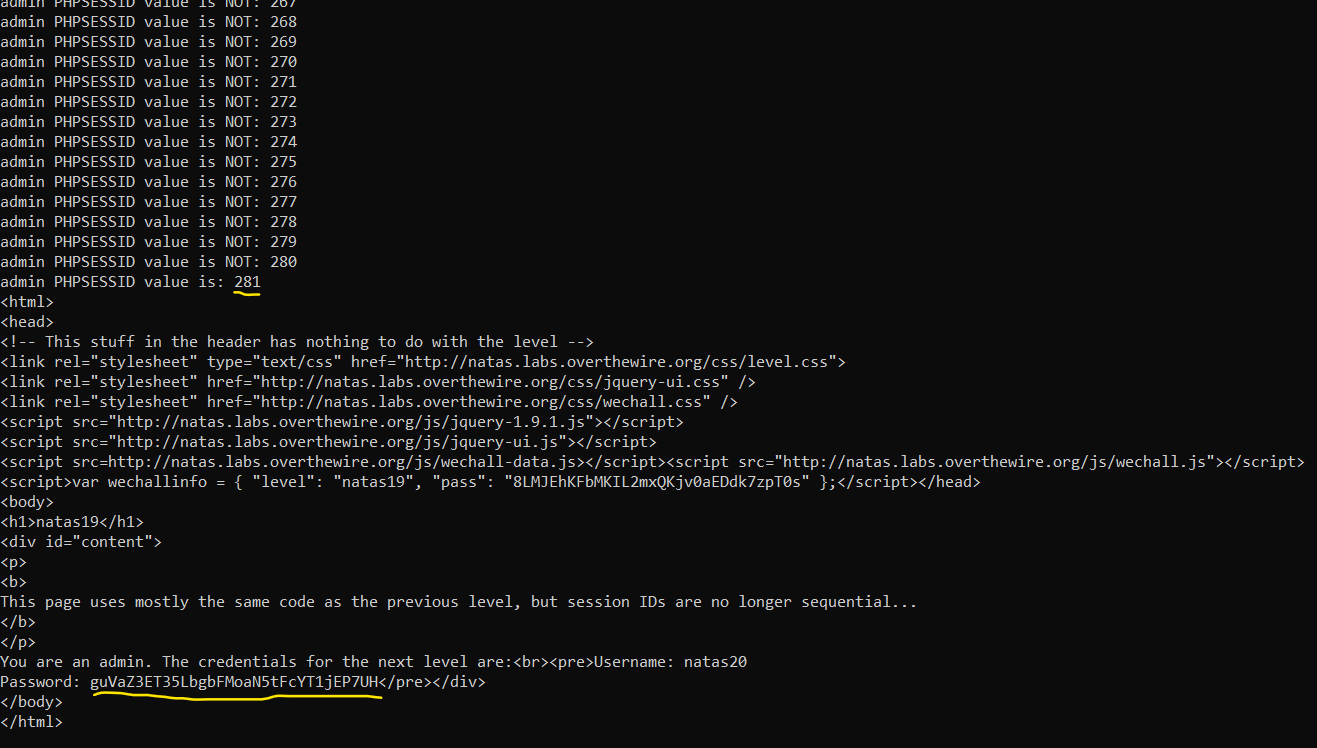 admin PHPSESSID value is NOT: 267
admin PHPSESSID value is NOT: 268
admin PHPSESSID value is NOT: 269
admin PHPSESSID value is NOT: 270
admin PHPSESSID value is NOT: 271
admin PHPSESSID value is NOT: 272
admin PHPSESSID value is NOT: 273
admin PHPSESSID value is NOT: 274
admin PHPSESSID value is NOT: 275
admin PHPSESSID value is NOT: 276
admin PHPSESSID value is NOT: 277
admin PHPSESSID value is NOT: 278
admin PHPSESSID value is NOT: 279
admin PHPSESSID value is NOT: 280
admin PHPSESSID value is: 281
<html>
<head>
<!-- This stuff in the header has nothing to do with the level -->
<link rel="stylesheet" type="text/css" href="http://natas.labs.overthewire.org/css/level.css">
<link rel="stylesheet" href="http://natas.labs.overthewire.org/css/jquery-ui.css" />
<link rel="stylesheet" href="http://natas.labs.overthewire.org/css/wechall.css" />
<script src="http://natas.labs.overthewire.org/js/jquery-1.9.1.js"></script>
<script src="http://natas.labs.overthewire.org/js/jquery-ui.js"></script>
<script src=http://natas.labs.overthewire.org/js/wechall-data.js></script><script src="http://natas.labs.overthewire.org/js/wechall.js"></script>
<script>var wechallinfo = { "level": "natas19", "pass": "8LMJEhKFbMKIL2mxQKjv0aEDdk7zpT0s" };</script></head>
<body>
<h1>natas19</h1>
<div id="content">
<p>
<b>
This page uses mostly the same code as the previous level, but session IDs are no longer sequential...
</b>
</p>
You are an admin. The credentials for the next level are:<br><pre>Username: natas20
Password: guVaZ3ET35LbgbFMoaN5tFcYT1jEP7UH</pre></div>
</body>
</html>